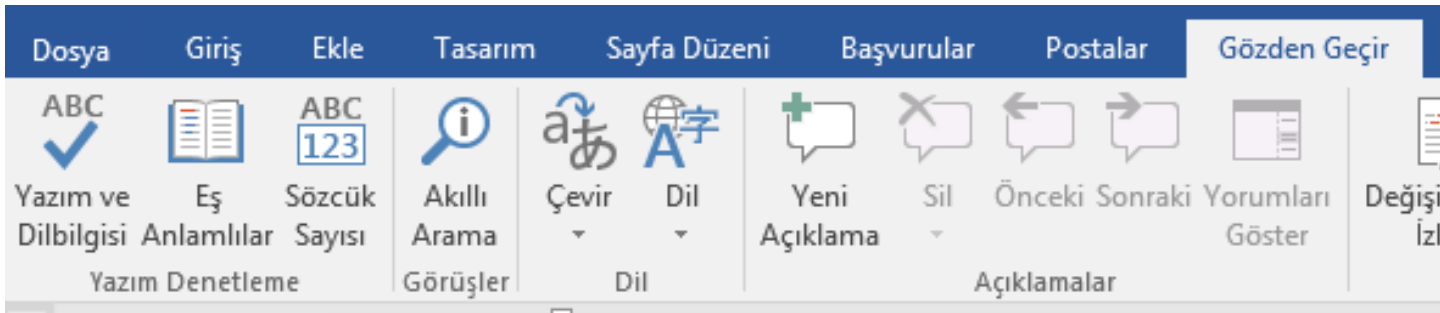 Dosya Giriş Ekle Tasarım Sayfa Düzeni Başvurular Postalar Gözden Geçir
ABC ABC
123
Yazım ve Eş Sözcük Akıllı Çevir Dil Yeni Sil Önceki Sonraki Yorumları
Dilbilgisi Anlamlılar Sayısı Arama Açıklama Göster
Yazım Denetleme Görüşler Dil Açıklamalar